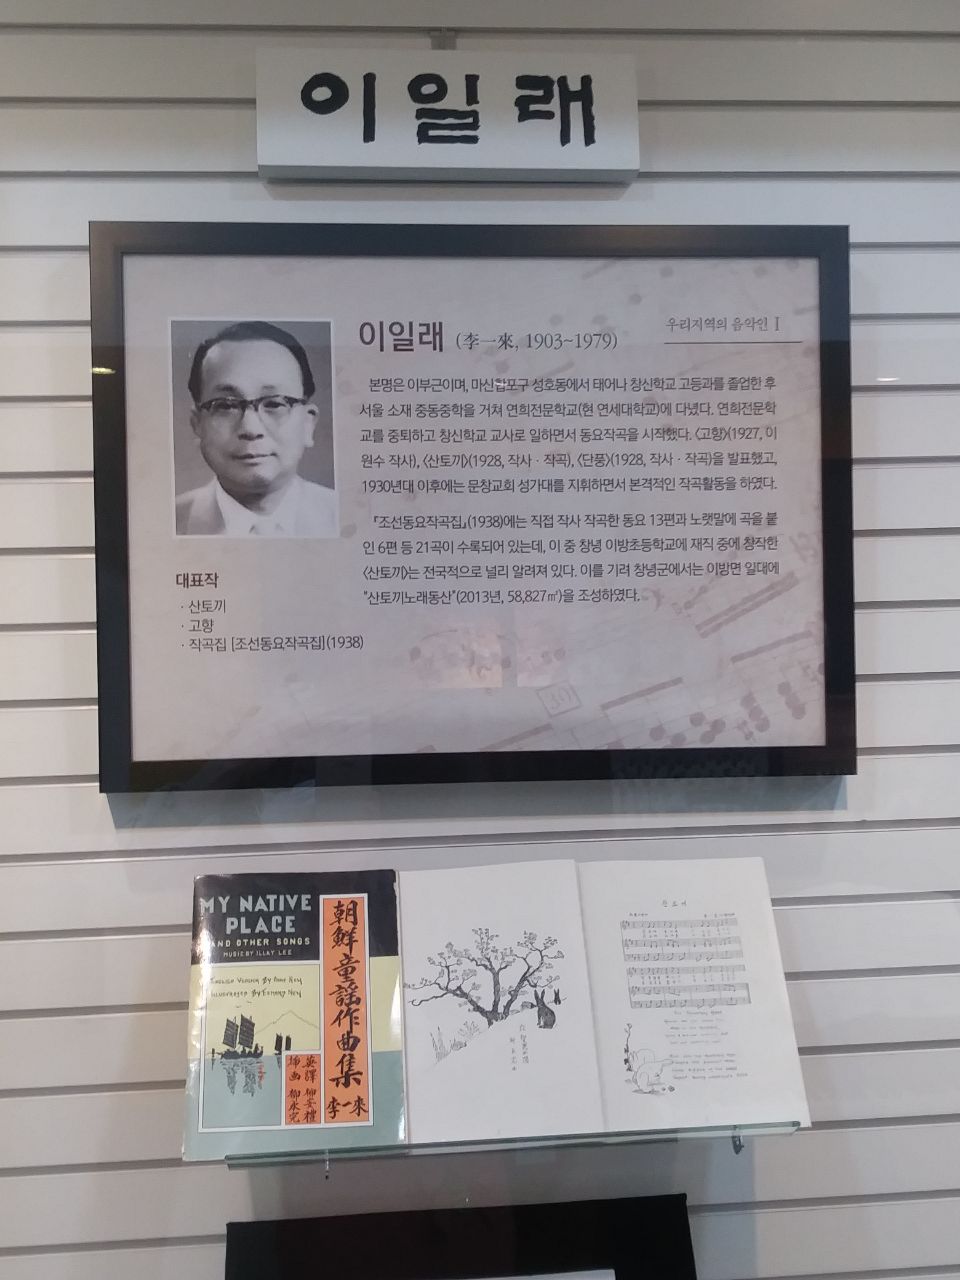 이일래
이일래 (李一來, 1903~1979)
우리지역의 음악인 I
본명은 이부근이며, 마산합포구 성호동에서 태어나 창신학교 고등과를 졸업한 후
서울 소재 중동중학을 거쳐 연희전문학교(현 연세대학교)에 다녔다. 연희전문학
교를 중퇴하고 창신학교 교사로 일하면서 동요작곡을 시작했다. 〈고향〉(1927, 이
원수 작사), 〈산토끼〉(1928, 작사 · 작곡), 〈단풍〉(1928, 작사 · 작곡)을 발표했고,
1930년대 이후에는 문창교회 성가대를 지휘하면서 본격적인 작곡활동을 하였다.
『조선동요작곡집』(1938)에는 직접 작사 작곡한 동요 13편과 노랫말에 곡을 붙
인 6편 등 21곡이 수록되어 있는데, 이 중 창녕 이방초등학교에 재직 중에 창작한
〈산토끼〉는 전국적으로 널리 알려져 있다. 이를 기려 창녕군에서는 이방면 일대에
"산토끼노래동산"(2013년, 58,827㎡)을 조성하였다.
대표작
· 산토끼
· 고향
· 작곡집 [조선동요작곡집](1938)
MY NATIVE
PLACE
AND OTHER SONGS
MUSIC BY ILLAY LEE
ENGLISH VERSION BY
ILLUSTRATED BY
朝鮮童謠作曲集
李一來
英譯
揷画
산토끼